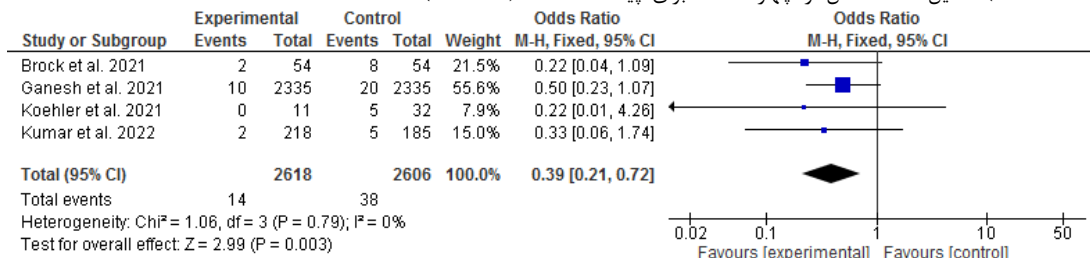 Experimental Control Odds Ratio Odds Ratio
Study or Subgroup Events Total Events Total Weight M-H, Fixed, 95% CI M-H, Fixed, 95% CI
Brock et al. 2021 2 54 8 54 21.5% 0.22 [0.04, 1.09]
Ganesh et al. 2021 10 2335 20 2335 55.6% 0.50 [0.23, 1.07]
Koehler et al. 2021 0 11 5 32 7.9% 0.22 [0.01, 4.26]
Kumar et al. 2022 2 218 5 185 15.0% 0.33 [0.06, 1.74]
Total (95% CI) 2618 2606 100.0% 0.39 [0.21, 0.72]
Total events 14 38
Heterogeneity: Chi² = 1.06, df = 3 (P = 0.79); I² = 0%
Test for overall effect: Z = 2.99 (P = 0.003)
0.02 0.1 1 10 50
Favours [experimental] Favours [control]